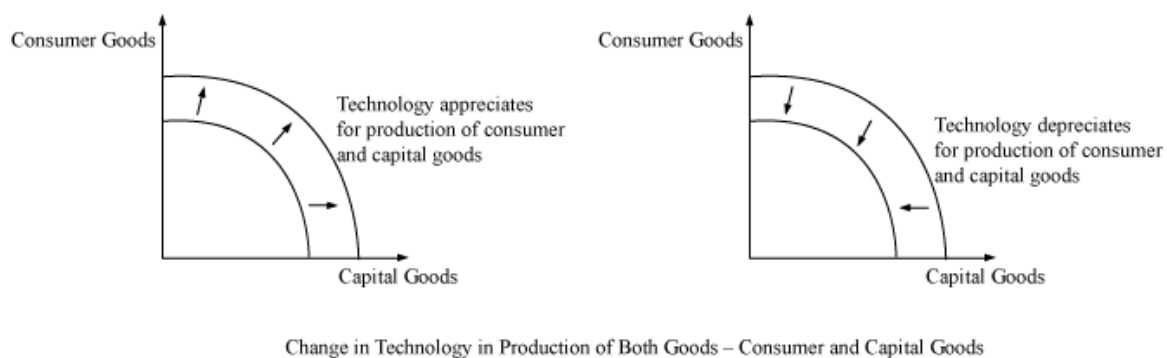 Consumer Goods
Technology appreciates
for production of consumer
and capital goods
Capital Goods
Consumer Goods
Technology depreciates
for production of consumer
and capital goods
Capital Goods
Change in Technology in Production of Both Goods – Consumer and Capital Goods